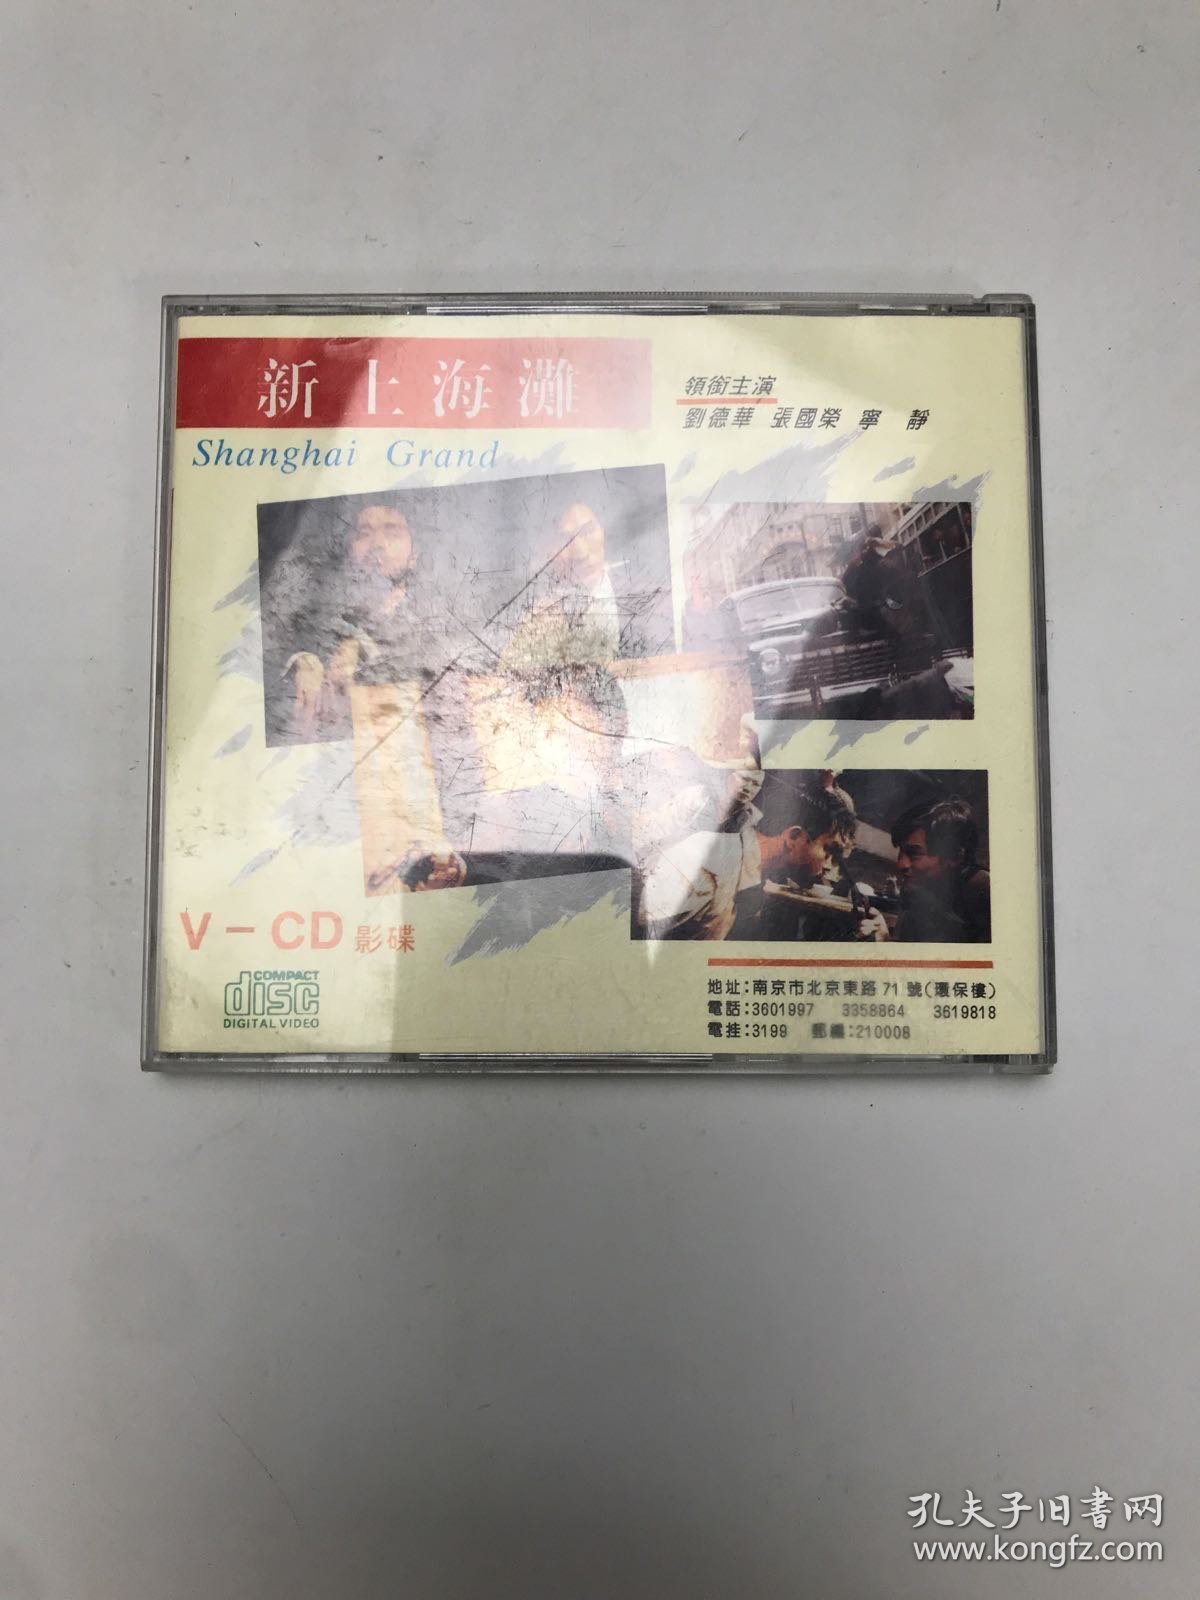 新上海灘
Shanghai Grand
領銜主演
劉德華 張國榮 寧 靜
V－CD 影碟
COMPACT
disc
DIGITAL VIDEO
地址：南京市北京東路71號（環保樓）
電話：3601997 3358864 3619818
電挂：3199 郵編：210008
孔夫子旧书网
www.kongfz.com